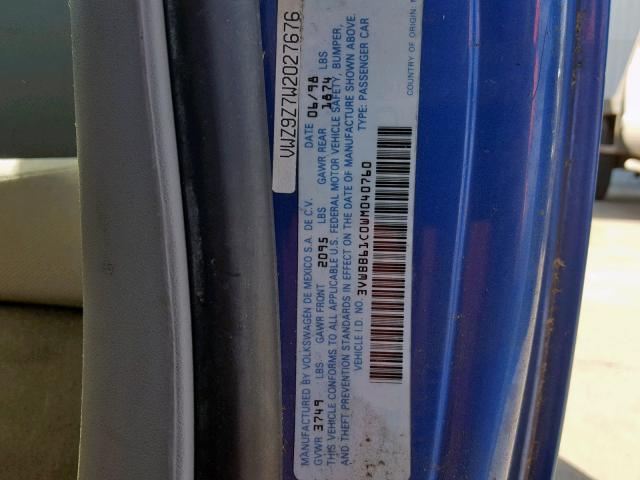 VWZ9Z7W2027676
MANUFACTURED BY VOLKSWAGEN DE MEXICO S.A. DE C.V. DATE 06/98
GVWR 3749 LBS GAWR FRONT 2095 LBS GAWR REAR 1874 LBS
THIS VEHICLE CONFORMS TO ALL APPLICABLE U.S. FEDERAL MOTOR VEHICLE SAFETY, BUMPER,
AND THEFT PREVENTION STANDARDS IN EFFECT ON THE DATE OF MANUFACTURE SHOWN ABOVE.
VEHICLE I.D. NO. 3VWBB61C0WM040760 TYPE: PASSENGER CAR
COUNTRY OF ORIGIN: